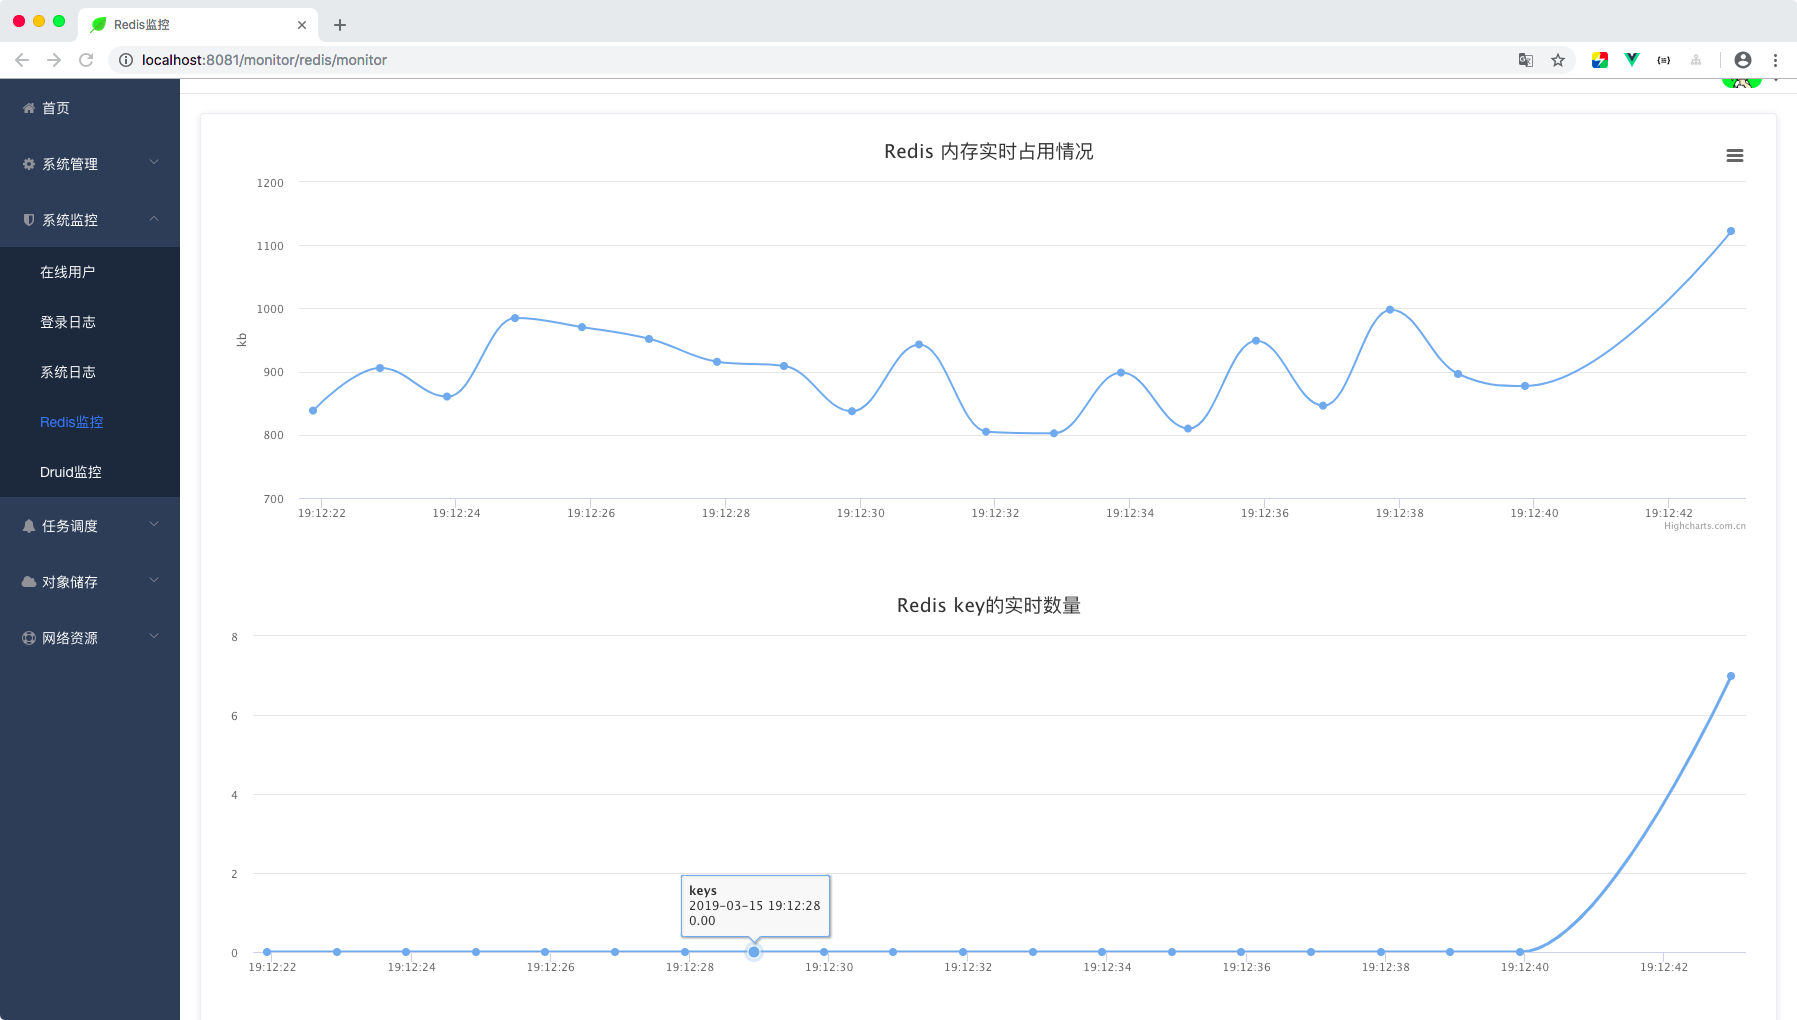 Redis监控
localhost:8081/monitor/redis/monitor
首页
系统管理
系统监控
在线用户
登录日志
系统日志
Redis监控
Druid监控
任务调度
对象储存
网络资源
Redis 内存实时占用情况
1200
1100
1000
900
800
700
kb
19:12:22 19:12:24 19:12:26 19:12:28 19:12:30 19:12:32 19:12:34 19:12:36 19:12:38 19:12:40 19:12:42
Highcharts.com.cn
Redis key的实时数量
8
6
4
2
0
keys
2019-03-15 19:12:28
0.00
19:12:22 19:12:24 19:12:26 19:12:28 19:12:30 19:12:32 19:12:34 19:12:36 19:12:38 19:12:40 19:12:42